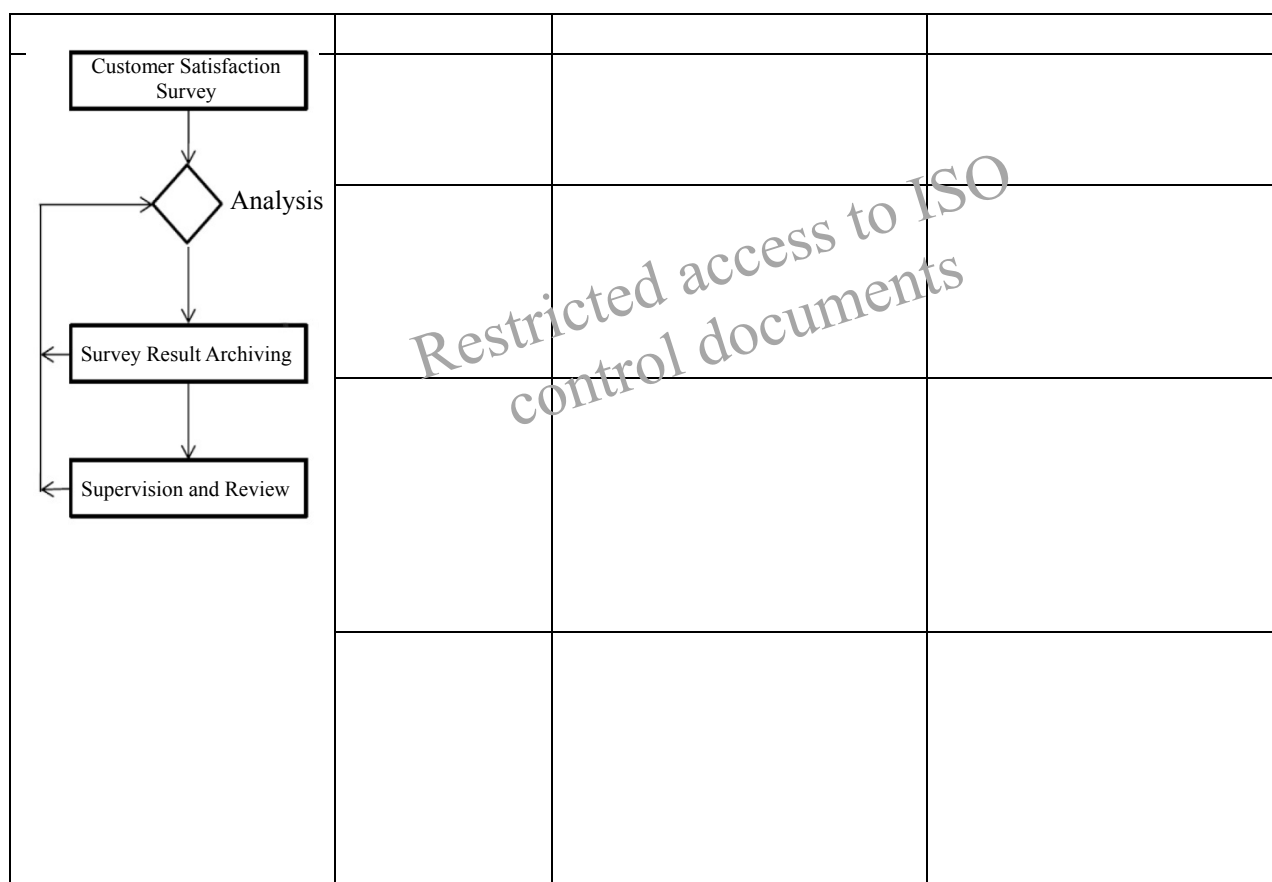 Customer Satisfaction
Survey
Analysis
Restricted access to ISO
control documents
Survey Result Archiving
Supervision and Review